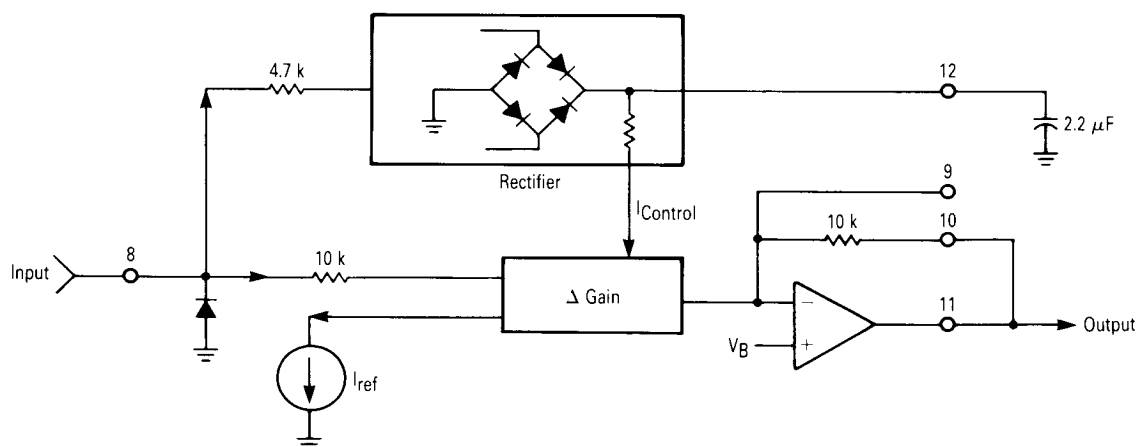 4.7 k
12
2.2 μF
Rectifier
9
IControl
10 k
10
Input
8
10 k
Δ Gain
−
11
Output
VB
+
Iref